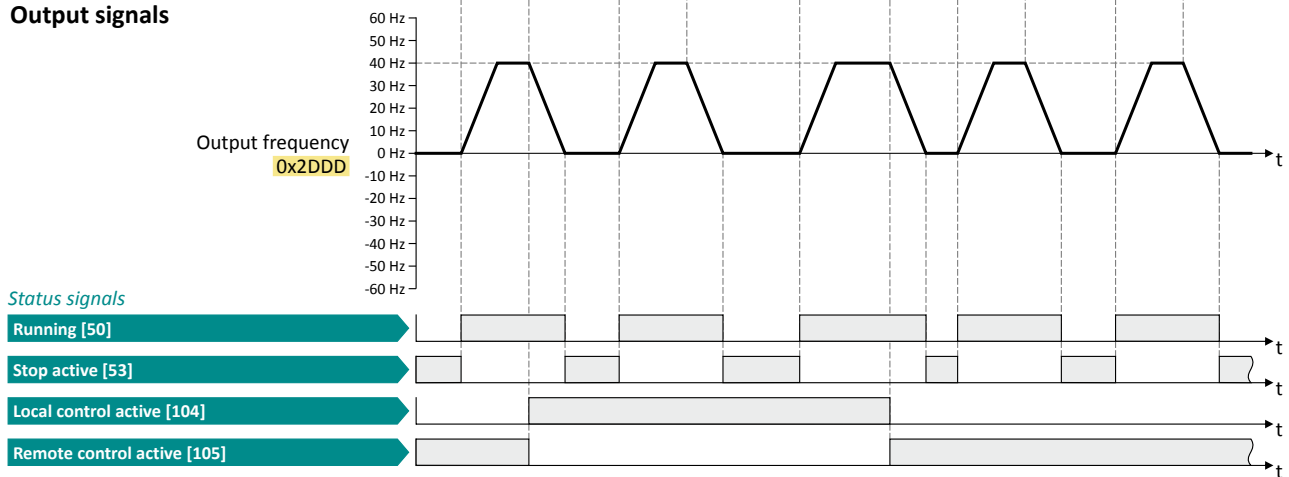 Output signals
60 Hz
50 Hz
40 Hz
30 Hz
20 Hz
10 Hz
0 Hz
-10 Hz
-20 Hz
-30 Hz
-40 Hz
-50 Hz
-60 Hz
Output frequency
0x2DDD
t
Status signals
Running [50]
t
Stop active [53]
t
Local control active [104]
t
Remote control active [105]
t